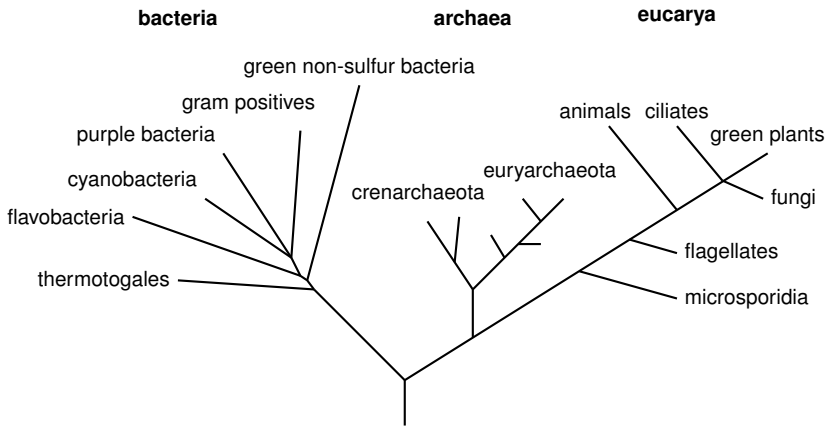 bacteria
archaea
eucarya
green non-sulfur bacteria
gram positives
purple bacteria
cyanobacteria
flavobacteria
thermotogales
crenarchaeota
euryarchaeota
animals
ciliates
green plants
fungi
flagellates
microsporidia